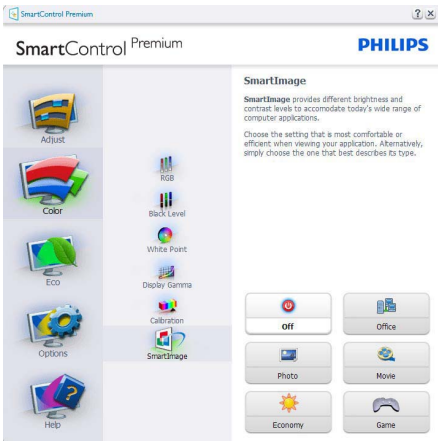 SmartControl Premium
SmartControl Premium
PHILIPS
Adjust
Color
Eco
Options
Help
RGB
Black Level
White Point
Display Gamma
Calibration
SmartImage
SmartImage
SmartImage provides different brightness and
contrast levels to accomodate today's wide range of
computer applications.
Choose the setting that is most comfortable or
efficient when viewing your application. Alternatively,
simply choose the one that best describes its type.
Off
Office
Photo
Movie
Economy
Game